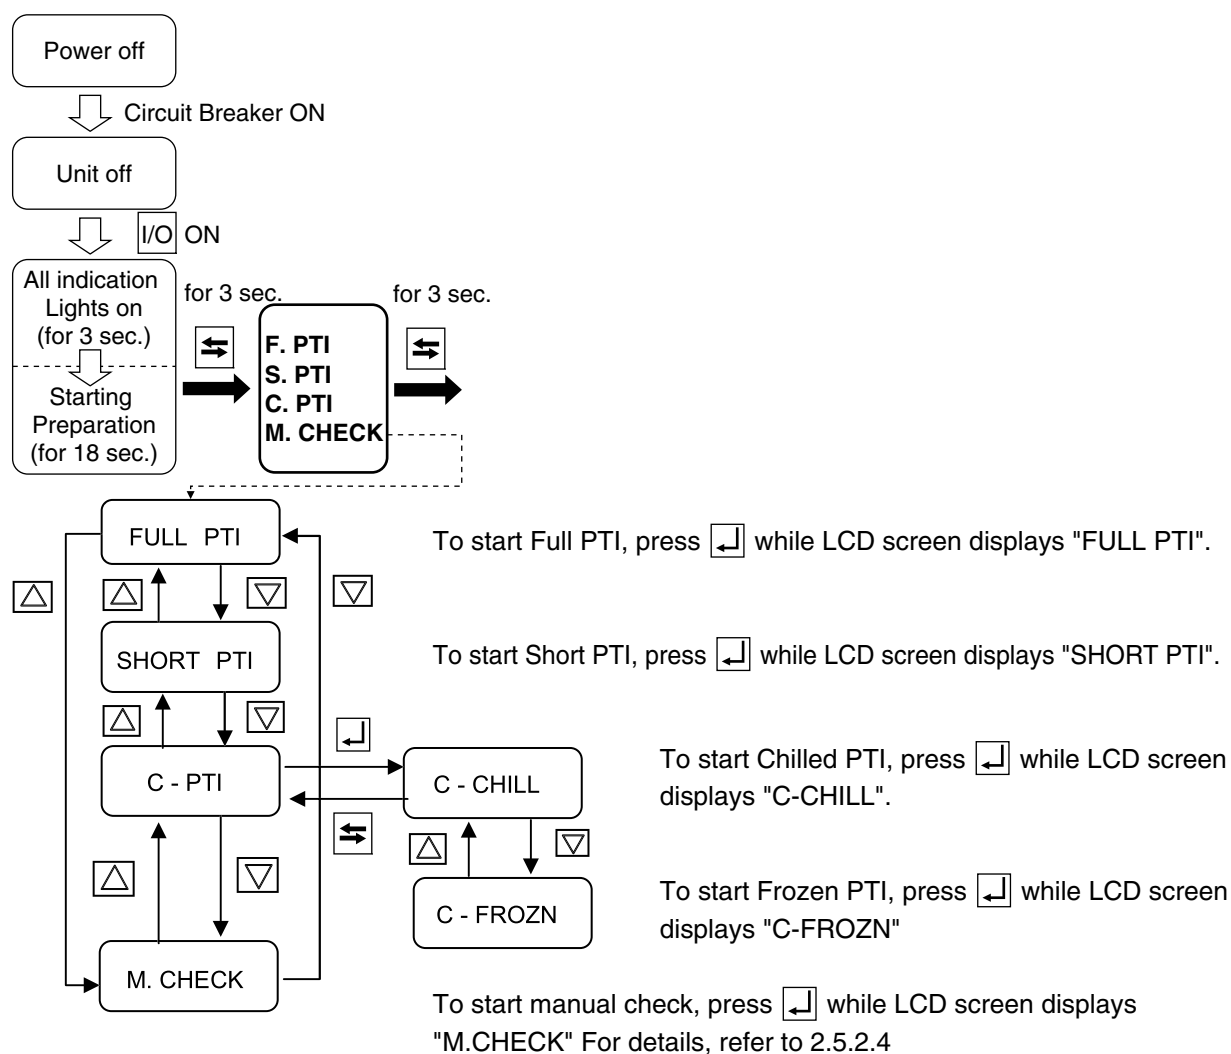 Power off
Circuit Breaker ON
Unit off
I/O ON
All indication
Lights on
(for 3 sec.)
Starting
Preparation
(for 18 sec.)
for 3 sec.
F. PTI
S. PTI
C. PTI
M. CHECK
for 3 sec.
FULL PTI
To start Full PTI, press while LCD screen displays "FULL PTI".
SHORT PTI
To start Short PTI, press while LCD screen displays "SHORT PTI".
C - PTI
C - CHILL
To start Chilled PTI, press while LCD screen
displays "C-CHILL".
C - FROZN
To start Frozen PTI, press while LCD screen
displays "C-FROZN"
M. CHECK
To start manual check, press while LCD screen displays
"M.CHECK" For details, refer to 2.5.2.4